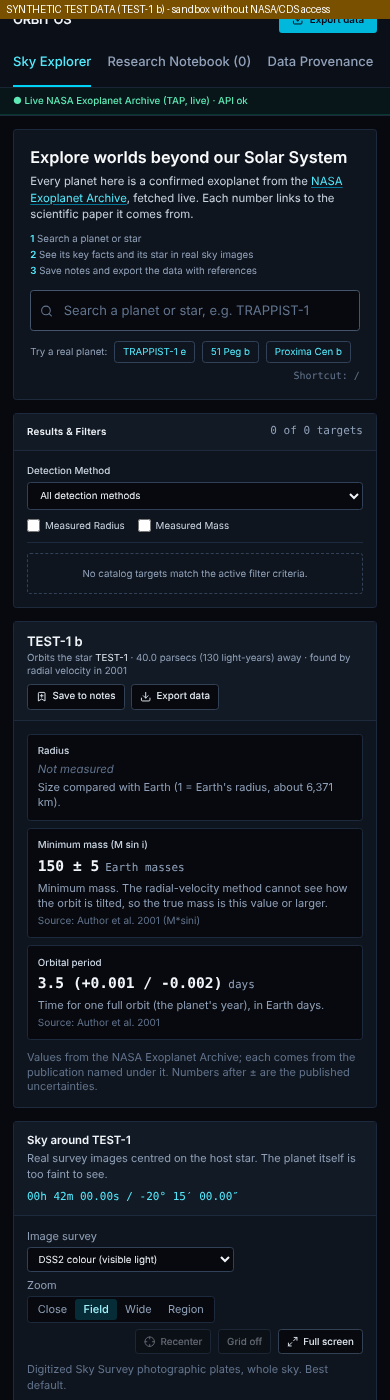 SYNTHETIC TEST DATA (TEST-1 b) - sandbox without NASA/CDS access
ORBIT OS
Export data
Sky Explorer Research Notebook (0) Data Provenance
Live NASA Exoplanet Archive (TAP, live) · API ok
Explore worlds beyond our Solar System
Every planet here is a confirmed exoplanet from the NASA
Exoplanet Archive, fetched live. Each number links to the
scientific paper it comes from.
1 Search a planet or star
2 See its key facts and its star in real sky images
3 Save notes and export the data with references
Search a planet or star, e.g. TRAPPIST-1
Try a real planet: TRAPPIST-1 e 51 Peg b Proxima Cen b
Shortcut: /
Results & Filters 0 of 0 targets
Detection Method
All detection methods
Measured Radius Measured Mass
No catalog targets match the active filter criteria.
TEST-1 b
Orbits the star TEST-1 · 40.0 parsecs (130 light-years) away · found by
radial velocity in 2001
Save to notes Export data
Radius
Not measured
Size compared with Earth (1 = Earth's radius, about 6,371
km).
Minimum mass (M sin i)
150 ± 5 Earth masses
Minimum mass. The radial-velocity method cannot see how
the orbit is tilted, so the true mass is this value or larger.
Source: Author et al. 2001 (M*sini)
Orbital period
3.5 (+0.001 / -0.002) days
Time for one full orbit (the planet's year), in Earth days.
Source: Author et al. 2001
Values from the NASA Exoplanet Archive; each comes from the
publication named under it. Numbers after ± are the published
uncertainties.
Sky around TEST-1
Real survey images centred on the host star. The planet itself is
too faint to see.
00h 42m 00.00s / -20° 15′ 00.00″
Image survey
DSS2 colour (visible light)
Zoom
Close Field Wide Region
Recenter Grid off Full screen
Digitized Sky Survey photographic plates, whole sky. Best
default.